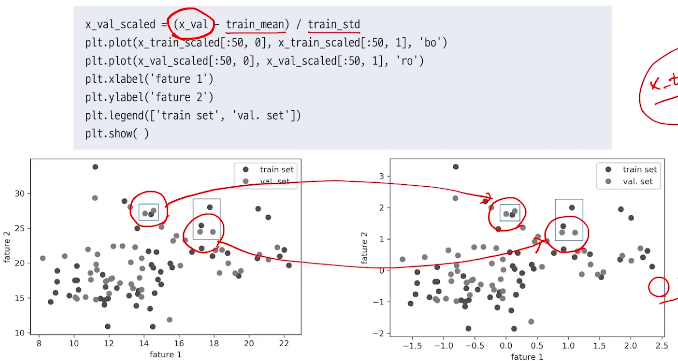 x_val_scaled = (x_val - train_mean) / train_std
plt.plot(x_train_scaled[:50, 0], x_train_scaled[:50, 1], 'bo')
plt.plot(x_val_scaled[:50, 0], x_val_scaled[:50, 1], 'ro')
plt.xlabel('fature 1')
plt.ylabel('fature 2')
plt.legend(['train set', 'val. set'])
plt.show( )
x_t
train set
val. set
35
30
25
20
15
10
fature 2
8 10 12 14 16 18 20 22
fature 1
train set
val. set
3
2
1
0
−1
−2
fature 2
−1.5 −1.0 −0.5 0.0 0.5 1.0 1.5 2.0 2.5
fature 1